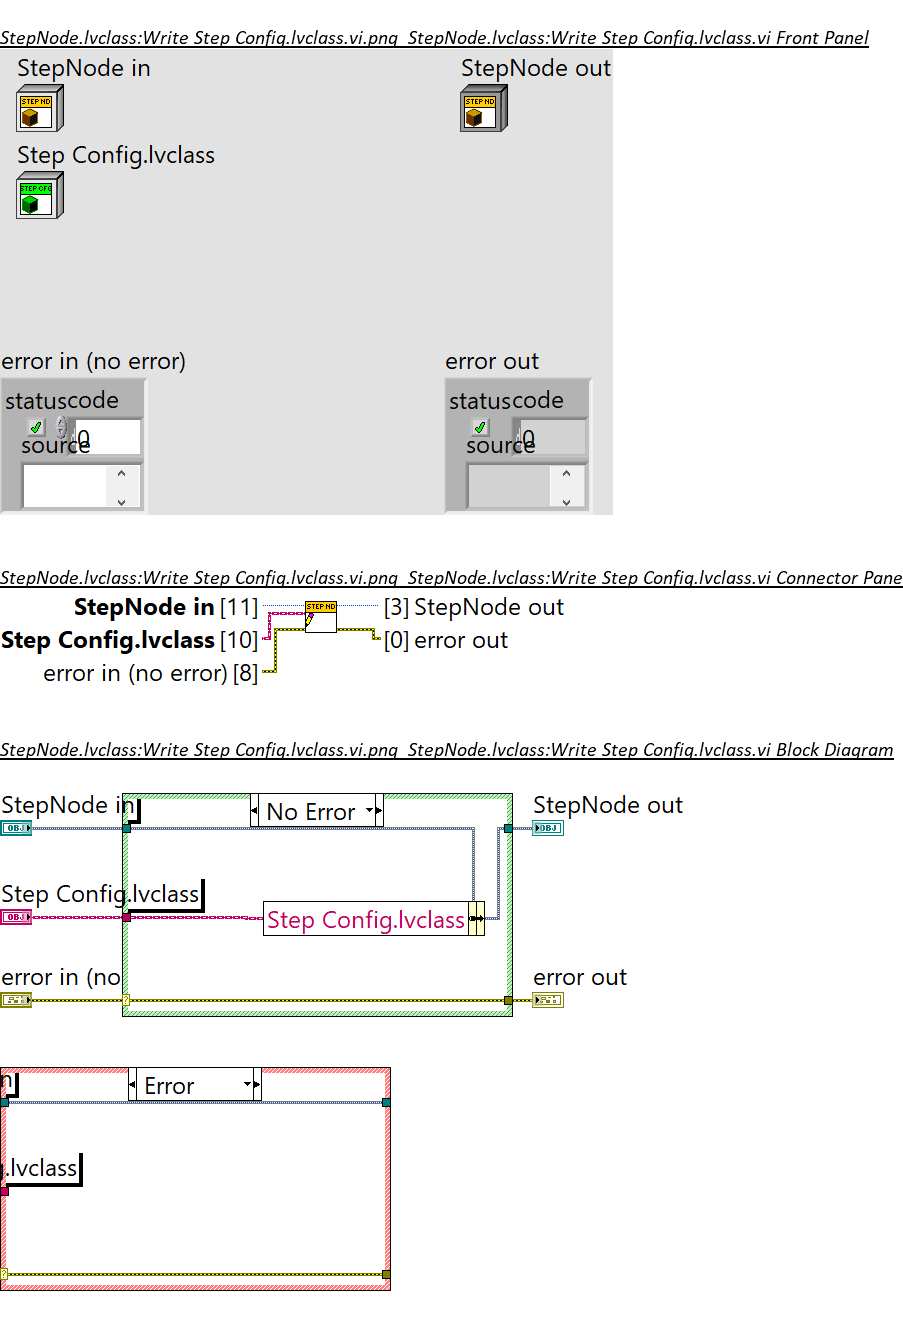 StepNode.lvclass:Write Step Config.lvclass.vi.png StepNode.lvclass:Write Step Config.lvclass.vi Front Panel
StepNode in
StepNode out
STEP ND
STEP ND
Step Config.lvclass
STEP CFG
error in (no error)
error out
status code
status code
0
0
source
source
StepNode.lvclass:Write Step Config.lvclass.vi.png StepNode.lvclass:Write Step Config.lvclass.vi Connector Pane
StepNode in [11]
STEP ND
[3] StepNode out
Step Config.lvclass [10]
[0] error out
error in (no error) [8]
StepNode.lvclass:Write Step Config.lvclass.vi.png StepNode.lvclass:Write Step Config.lvclass.vi Block Diagram
StepNode in
No Error
StepNode out
OBJ
OBJ
Step Config.lvclass
OBJ
Step Config.lvclass
error in (no
error out
?
n
Error
g.lvclass
?